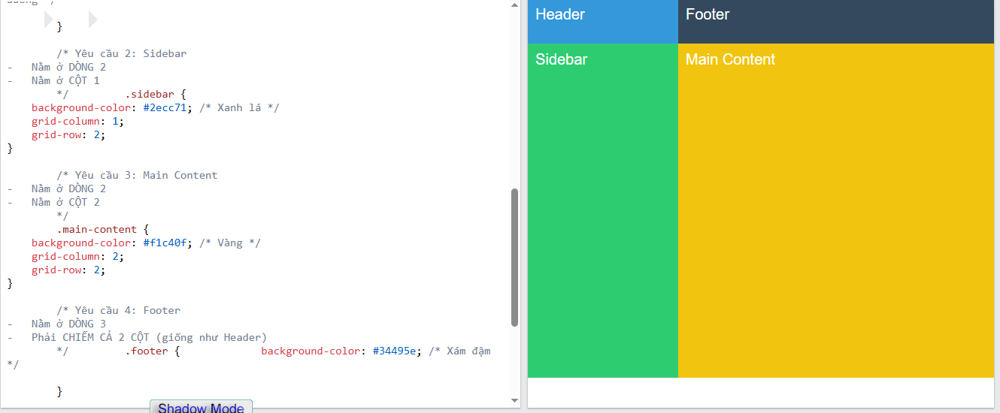 }
/* Yêu cầu 2: Sidebar
- Nằm ở DÒNG 2
- Nằm ở CỘT 1
*/ .sidebar {
background-color: #2ecc71; /* Xanh lá */
grid-column: 1;
grid-row: 2;
}
/* Yêu cầu 3: Main Content
- Nằm ở DÒNG 2
- Nằm ở CỘT 2
*/
.main-content {
background-color: #f1c40f; /* Vàng */
grid-column: 2;
grid-row: 2;
}
/* Yêu cầu 4: Footer
- Nằm ở DÒNG 3
- Phải CHIẾM CẢ 2 CỘT (giống như Header)
*/ .footer { background-color: #34495e; /* Xám đậm
*/
}
Shadow Mode
Header
Footer
Sidebar
Main Content